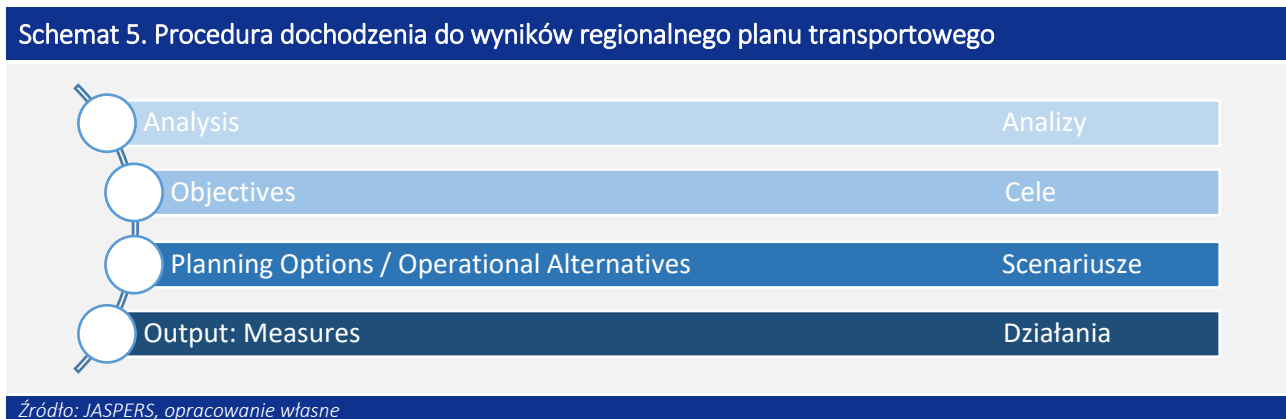 Schemat 5. Procedura dochodzenia do wyników regionalnego planu transportowego
Analysis Analizy
Objectives Cele
Planning Options / Operational Alternatives Scenariusze
Output: Measures Działania
Źródło: JASPERS, opracowanie własne